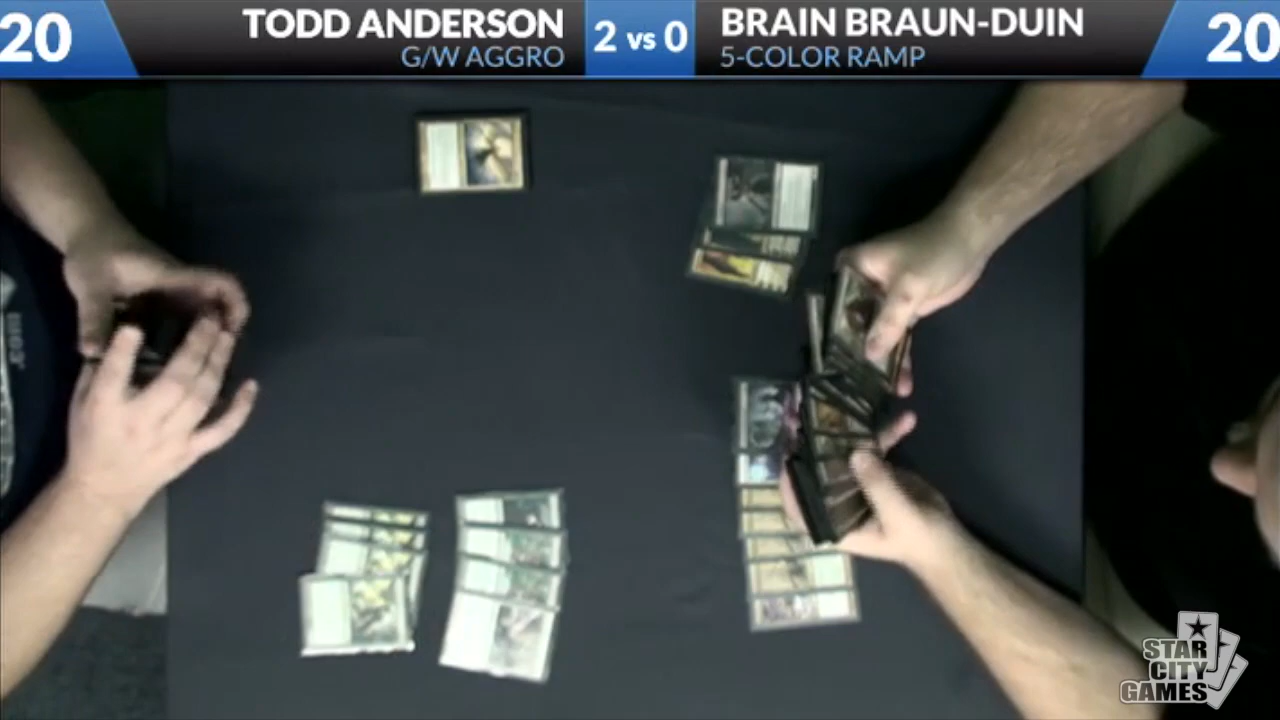 20
TODD ANDERSON
G/W AGGRO
2 vs 0
BRAIN BRAUN-DUIN
5-COLOR RAMP
20
STAR
CITY
GAMES